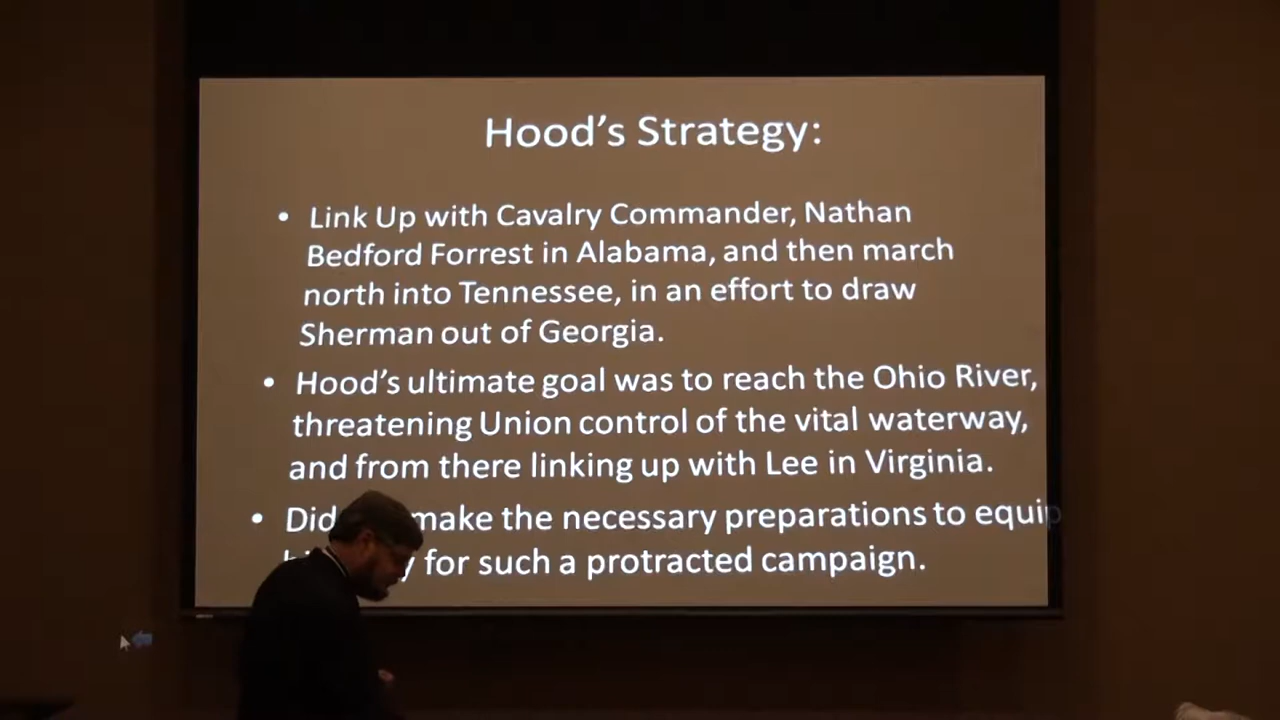 Hood's Strategy:
• Link Up with Cavalry Commander, Nathan
Bedford Forrest in Alabama, and then march
north into Tennessee, in an effort to draw
Sherman out of Georgia.
• Hood's ultimate goal was to reach the Ohio River,
threatening Union control of the vital waterway,
and from there linking up with Lee in Virginia.
• Did make the necessary preparations to equip
for such a protracted campaign.